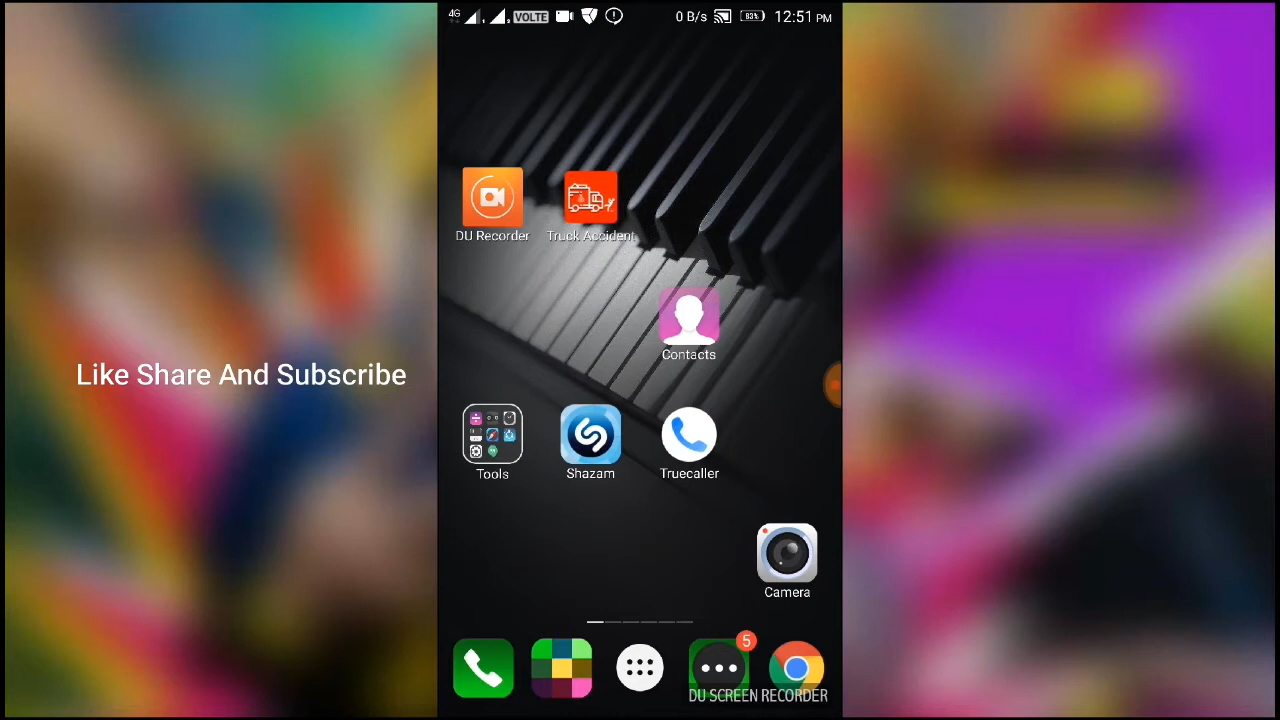 4G VOLTE 0 B/s 83% 12:51 PM
DU Recorder Truck Accident
Contacts
Like Share And Subscribe
Tools Shazam Truecaller
Camera
5
DU SCREEN RECORDER